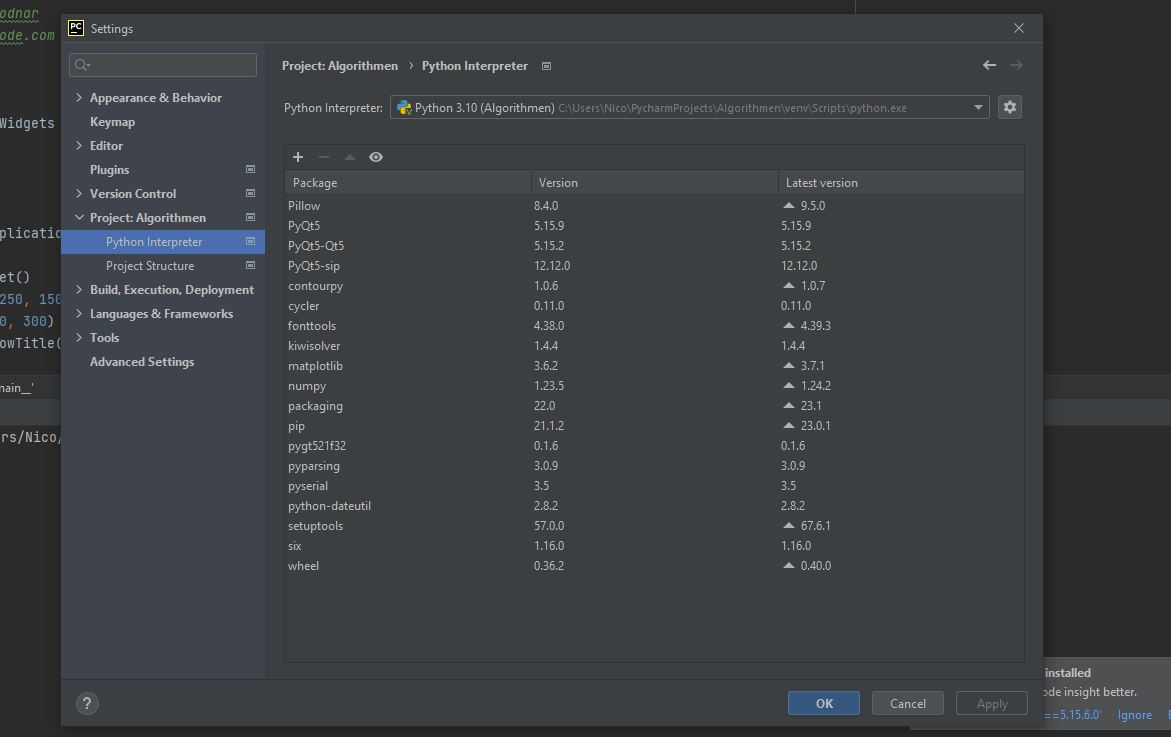 odnar
ode.com
Widgets
plicatio
et()
250, 150
0, 300)
owTitle(
main__'
rs/Nico/
PC
Settings
Appearance & Behavior
Keymap
Editor
Plugins
Version Control
Project: Algorithmen
Python Interpreter
Project Structure
Build, Execution, Deployment
Languages & Frameworks
Tools
Advanced Settings
Project: Algorithmen › Python Interpreter
Python Interpreter: Python 3.10 (Algorithmen) C:\Users\Nico\PycharmProjects\Algorithmen\venv\Scripts\python.exe
Package Version Latest version
Pillow 8.4.0 9.5.0
PyQt5 5.15.9 5.15.9
PyQt5-Qt5 5.15.2 5.15.2
PyQt5-sip 12.12.0 12.12.0
contourpy 1.0.6 1.0.7
cycler 0.11.0 0.11.0
fonttools 4.38.0 4.39.3
kiwisolver 1.4.4 1.4.4
matplotlib 3.6.2 3.7.1
numpy 1.23.5 1.24.2
packaging 22.0 23.1
pip 21.1.2 23.0.1
pygt521f32 0.1.6 0.1.6
pyparsing 3.0.9 3.0.9
pyserial 3.5 3.5
python-dateutil 2.8.2 2.8.2
setuptools 57.0.0 67.6.1
six 1.16.0 1.16.0
wheel 0.36.2 0.40.0
? OK Cancel Apply
installed
ode insight better.
==5.15.6.0' Ignore